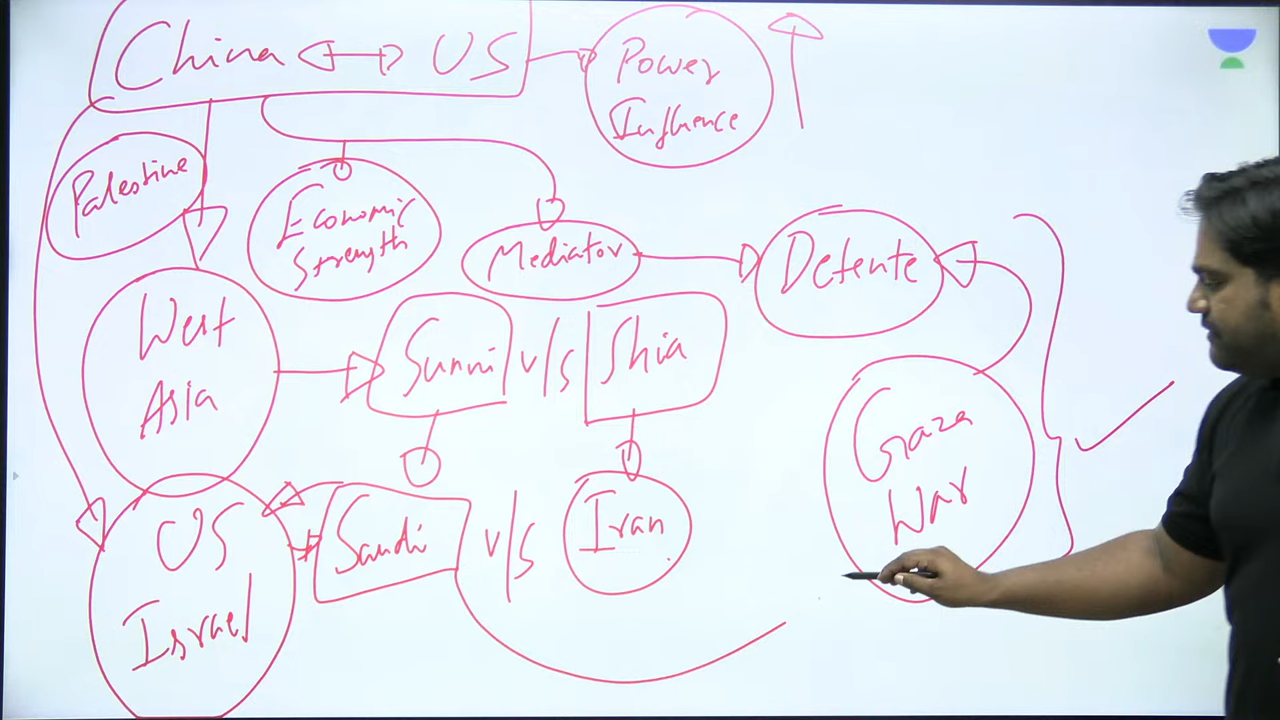 China ↔ US
Power
Influence
Palestine
Economic
Strength
Mediator
Detente
West
Asia
Sunni v/s Shia
Gaza
War
US
Israel
Saudi v/s Iran